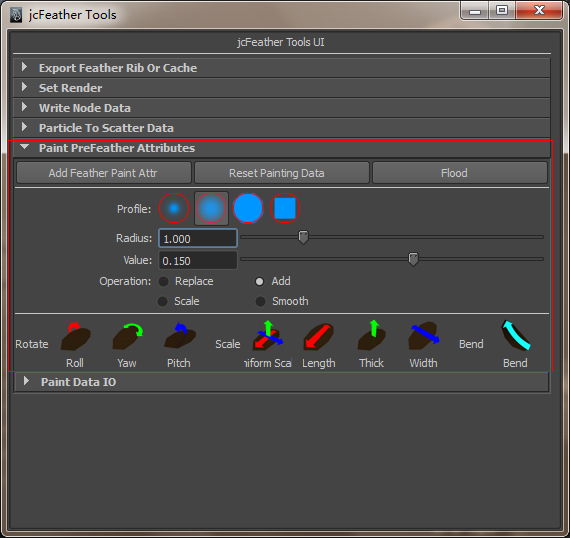 jcFeather Tools
jcFeather Tools UI
Export Feather Rib Or Cache
Set Render
Write Node Data
Particle To Scatter Data
Paint PreFeather Attributes
Add Feather Paint Attr Reset Painting Data Flood
Profile:
Radius: 1.000
Value: 0.150
Operation: Replace Add
Scale Smooth
Rotate Roll Yaw Pitch Scale niform Scal Length Thick Width Bend Bend
Paint Data IO